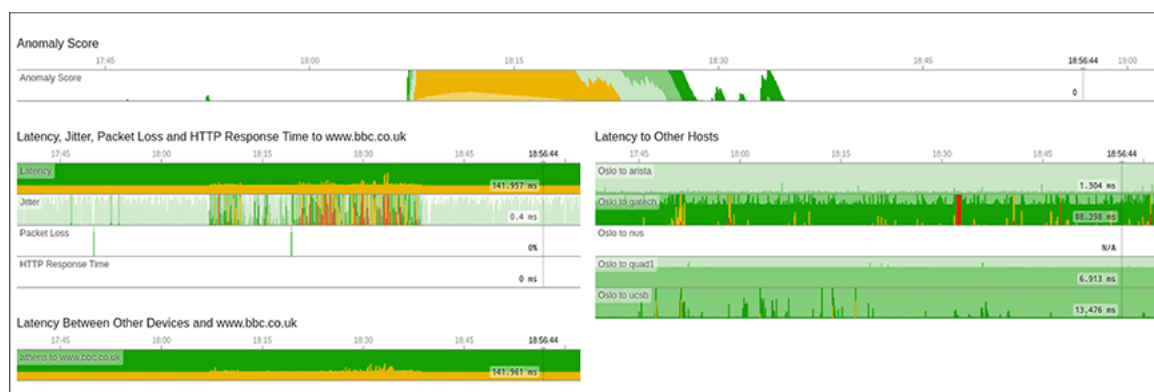 Anomaly Score
17:45 18:00 18:15 18:30 18:45 18:56:44 19:00
Anomaly Score
0
Latency, Jitter, Packet Loss and HTTP Response Time to www.bbc.co.uk
17:45 18:00 18:15 18:30 18:45 18:56:44
Latency
141.957 ms
Jitter
0.4 ms
Packet Loss
0%
HTTP Response Time
0 ms
Latency Between Other Devices and www.bbc.co.uk
17:45 18:00 18:15 18:30 18:45 18:56:44
athens to www.bbc.co.uk
141.961 ms
Latency to Other Hosts
17:45 18:00 18:15 18:30 18:45 18:56:44
Oslo to arista
1.304 ms
Oslo to gatech
88.398 ms
Oslo to nus
N/A
Oslo to quad1
6.913 ms
Oslo to ucsb
13.476 ms